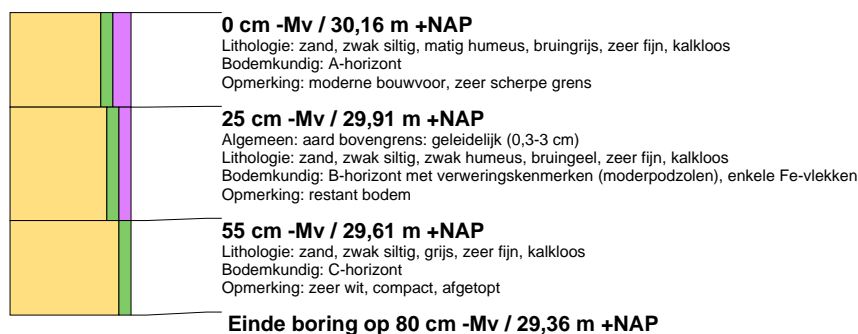 0 cm -Mv / 30,16 m +NAP
Lithologie: zand, zwak siltig, matig humeus, bruingrijs, zeer fijn, kalkloos
Bodemkundig: A-horizont
Opmerking: moderne bouwvoor, zeer scherpe grens
25 cm -Mv / 29,91 m +NAP
Algemeen: aard bovengrens: geleidelijk (0,3-3 cm)
Lithologie: zand, zwak siltig, zwak humeus, bruingeel, zeer fijn, kalkloos
Bodemkundig: B-horizont met verweringskenmerken (moderpodzolen), enkele Fe-vlekken
Opmerking: restant bodem
55 cm -Mv / 29,61 m +NAP
Lithologie: zand, zwak siltig, grijs, zeer fijn, kalkloos
Bodemkundig: C-horizont
Opmerking: zeer wit, compact, afgetopt
Einde boring op 80 cm -Mv / 29,36 m +NAP